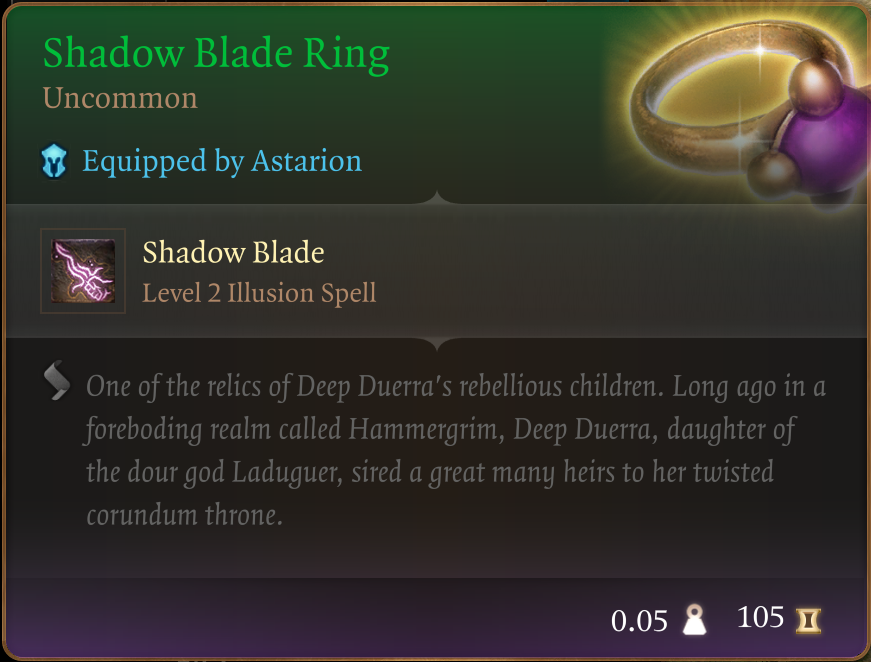 Shadow Blade Ring
Uncommon
Equipped by Astarion
Shadow Blade
Level 2 Illusion Spell
One of the relics of Deep Duerra's rebellious children. Long ago in a
foreboding realm called Hammergrim, Deep Duerra, daughter of
the dour god Laduguer, sired a great many heirs to her twisted
corundum throne.
0.05 105